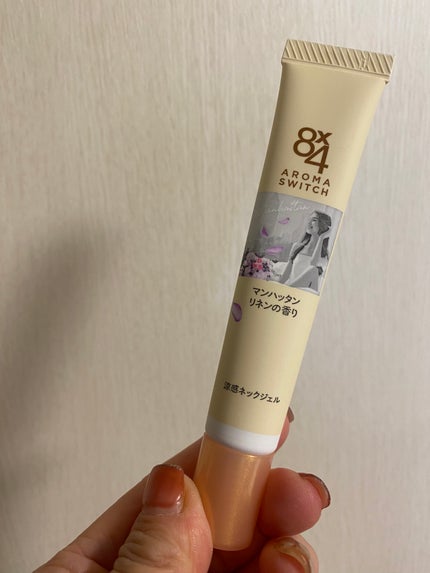 8x4
AROMA
SWITCH
マンハッタン
リネンの香り
涼感ネックジェル